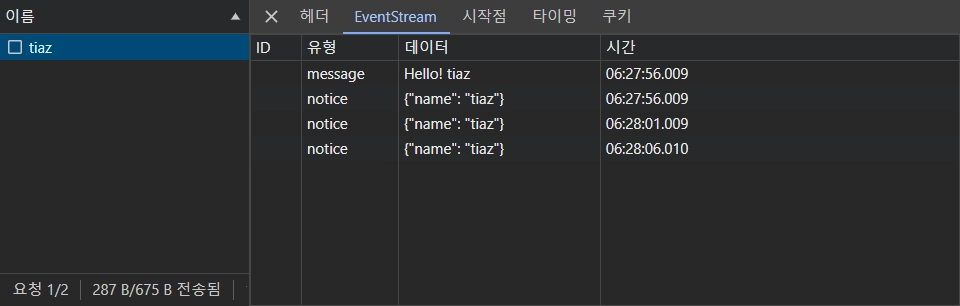 이름 ▲
헤더 EventStream 시작점 타이밍 쿠키
tiaz
ID 유형 데이터 시간
message Hello! tiaz 06:27:56.009
notice {"name": "tiaz"} 06:27:56.009
notice {"name": "tiaz"} 06:28:01.009
notice {"name": "tiaz"} 06:28:06.010
요청 1/2 287 B/675 B 전송됨